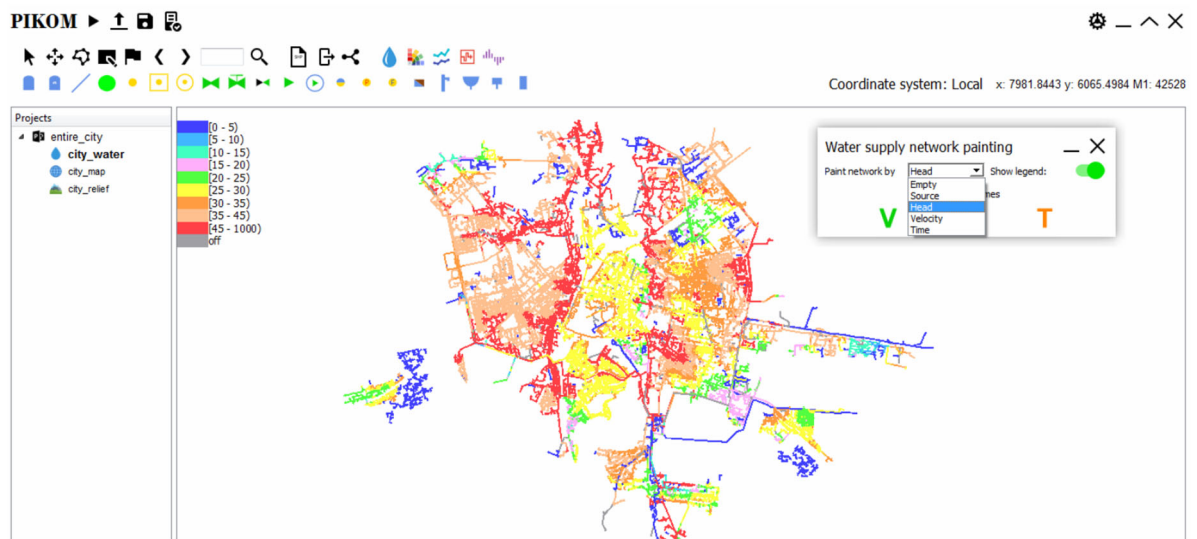 PIKOM
Coordinate system: Local x: 7981.8443 y: 6065.4984 M1: 42528
Projects
entire_city
city_water
city_map
city_relief
[0 - 5)
[5 - 10)
[10 - 15)
[15 - 20)
[20 - 25)
[25 - 30)
[30 - 35)
[35 - 45)
[45 - 1000)
off
Water supply network painting
Paint network by Head Show legend:
Empty
Source
Head
Velocity
Time
V T